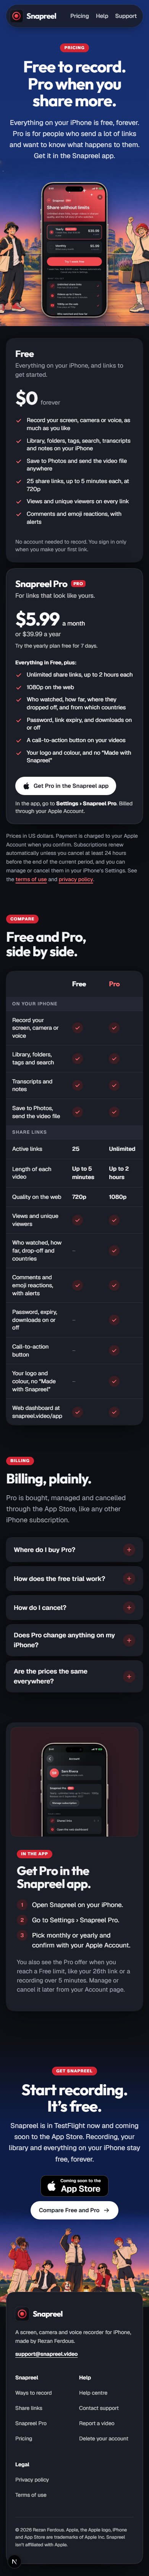 Snapreel
Pricing Help Support
PRICING
Free to record.
Pro when you
share more.
Everything on your iPhone is free, forever.
Pro is for people who send a lot of links
and want to know what happens to them.
Get it in the Snapreel app.
Share without limits
Free
Everything on your iPhone, and links to
get started.
$0 forever
Record your screen, camera or voice, as
much as you like
Library, folders, tags, search, transcripts
and notes on your iPhone
Save to Photos and send the video file
anywhere
25 share links, up to 5 minutes each, at
720p
Views and unique viewers on every link
Comments and emoji reactions, with
alerts
No account needed to record. You sign in only
when you make your first link.
Snapreel Pro PRO
For links that look like yours.
$5.99 a month
or $39.99 a year
Try the yearly plan free for 7 days.
Everything in Free, plus:
Unlimited share links, up to 2 hours each
1080p on the web
Who watched, how far, where they
dropped off, and from which countries
Password, link expiry, and downloads on
or off
A call-to-action button on your videos
Your logo and colour, and no “Made with
Snapreel”
Get Pro in the Snapreel app
In the app, go to Settings › Snapreel Pro. Billed
through your Apple Account.
Prices in US dollars. Payment is charged to your Apple
Account when you confirm. Subscriptions renew
automatically unless you cancel at least 24 hours
before the end of the current period, and you can
manage or cancel them in your iPhone's Settings. See
the terms of use and privacy policy.
COMPARE
Free and Pro,
side by side.
Free Pro
ON YOUR IPHONE
Record your
screen, camera or
voice
Library, folders,
tags and search
Transcripts and
notes
Save to Photos,
send the video file
SHARE LINKS
Active links 25 Unlimited
Length of each
video
Up to 5
minutes
Up to 2
hours
Quality on the web 720p 1080p
Views and unique
viewers
Who watched, how
far, drop-off and
countries
–
Comments and
emoji reactions,
with alerts
Password, expiry,
downloads on or
off
–
Call-to-action
button
–
Your logo and
colour, no “Made
with Snapreel”
–
Web dashboard at
snapreel.video/app
BILLING
Billing, plainly.
Pro is bought, managed and cancelled
through the App Store, like any other
iPhone subscription.
Where do I buy Pro?
How does the free trial work?
How do I cancel?
Does Pro change anything on my
iPhone?
Are the prices the same
everywhere?
Account
IN THE APP
Get Pro in the
Snapreel app.
1 Open Snapreel on your iPhone.
2 Go to Settings › Snapreel Pro.
3 Pick monthly or yearly and
confirm with your Apple Account.
You also see the Pro offer when you
reach a Free limit, like your 26th link or a
recording over 5 minutes. Manage or
cancel it later from your Account page.
GET SNAPREEL
Start recording.
It’s free.
Snapreel is in TestFlight now and coming
soon to the App Store. Recording, your
library and everything on your iPhone stay
free, forever.
Coming soon to the
App Store
Compare Free and Pro →
Snapreel
A screen, camera and voice recorder for iPhone,
made by Rezan Ferdous.
support@snapreel.video
Snapreel Help
Ways to record Help centre
Share links Contact support
Snapreel Pro Report a video
Pricing Delete your account
Legal
Privacy policy
Terms of use
© 2026 Rezan Ferdous. Apple, the Apple logo, iPhone
and App Store are trademarks of Apple Inc. Snapreel
isn't affiliated with Apple.
N